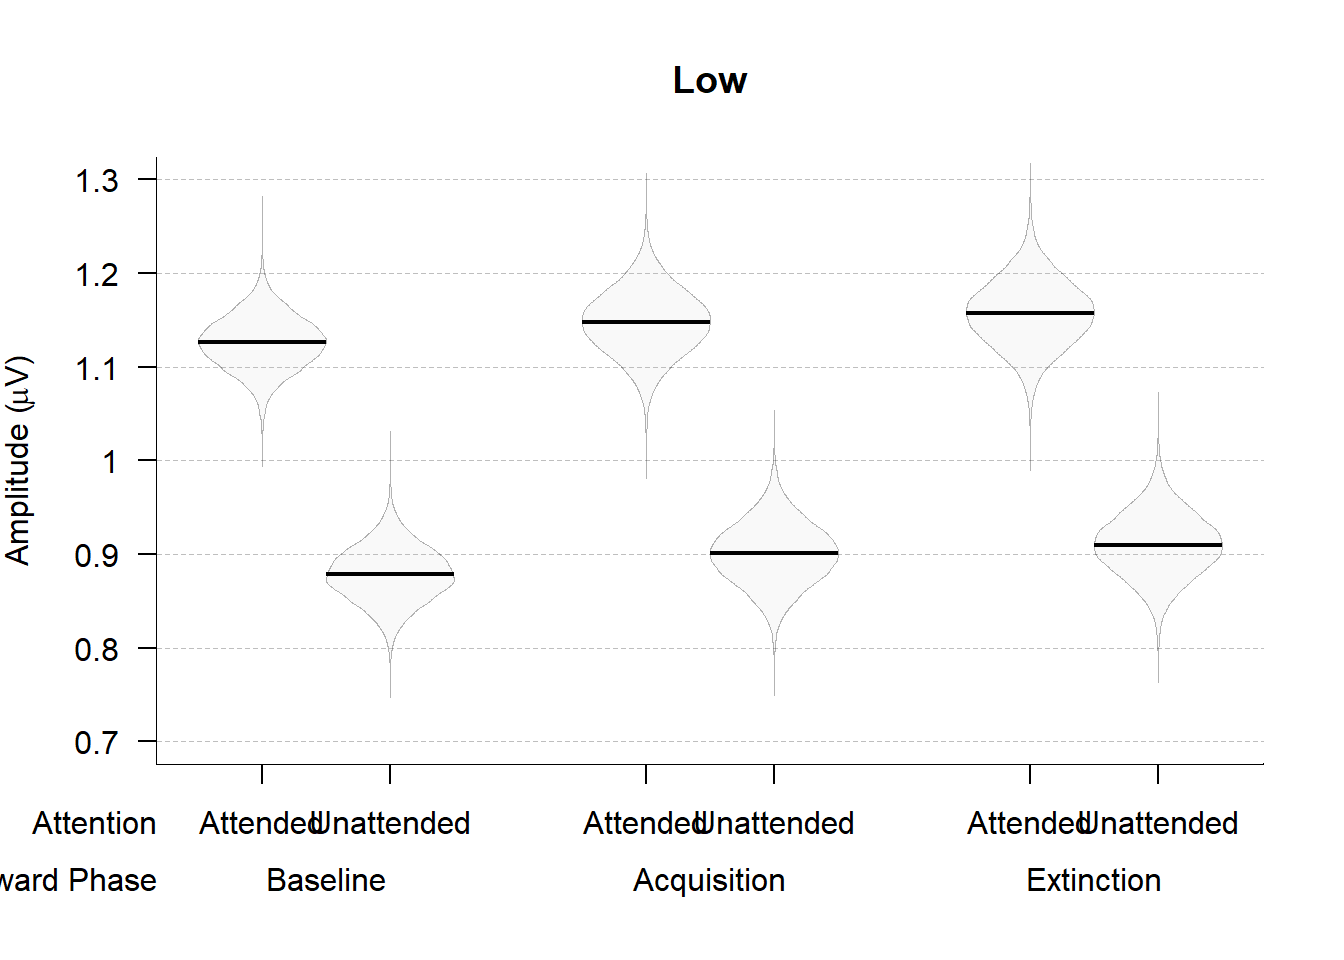 Low
Amplitude (μV)
1.3
1.2
1.1
1
0.9
0.8
0.7
Attention Attended Unattended Attended Unattended Attended Unattended
ward Phase Baseline Acquisition Extinction